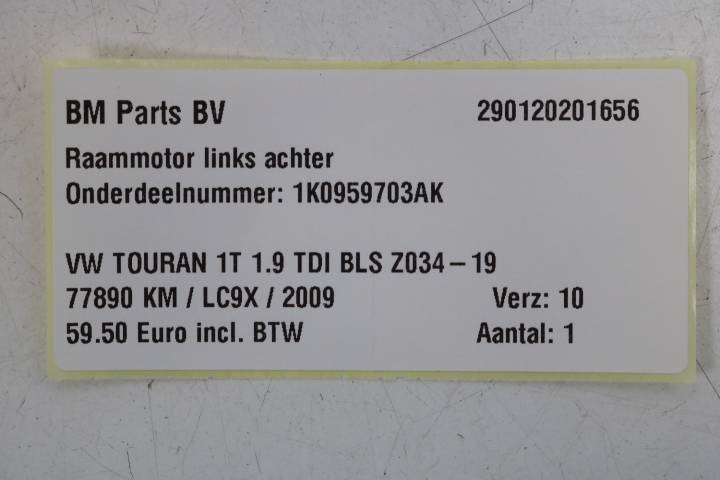 BM Parts BV 290120201656
Raammotor links achter
Onderdeelnummer: 1K0959703AK
VW TOURAN 1T 1.9 TDI BLS Z034-19
77890 KM / LC9X / 2009 Verz: 10
59.50 Euro incl. BTW Aantal: 1